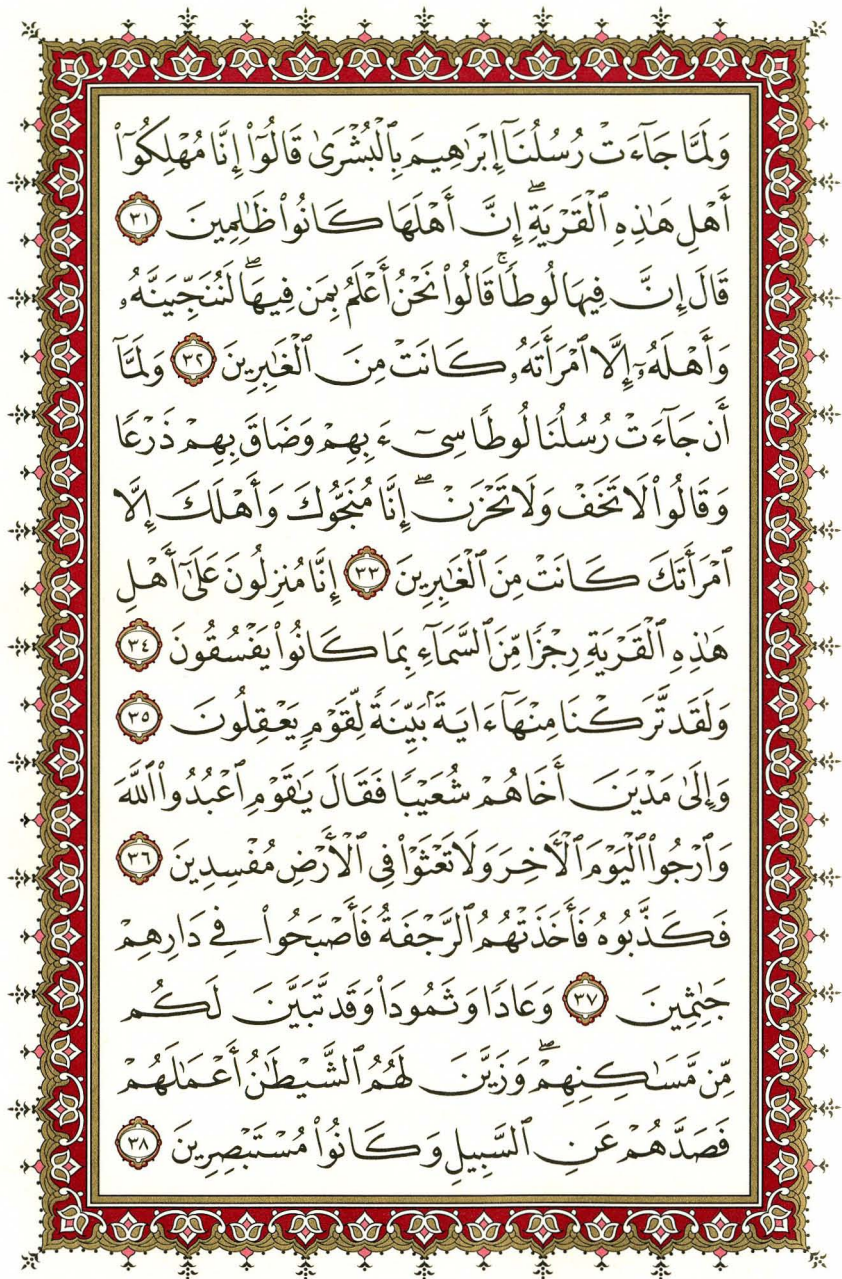 وَلَمَّا جَآءَتْ رُسُلُنَآ إِبْرَٰهِيمَ بِٱلْبُشْرَىٰ قَالُوٓا۟ إِنَّا مُهْلِكُوٓا۟
أَهْلِ هَٰذِهِ ٱلْقَرْيَةِ ۖ إِنَّ أَهْلَهَا كَانُوا۟ ظَٰلِمِينَ ٣١
قَالَ إِنَّ فِيهَا لُوطًا ۚ قَالُوا۟ نَحْنُ أَعْلَمُ بِمَن فِيهَا ۖ لَنُنَجِّيَنَّهُۥ
وَأَهْلَهُۥٓ إِلَّا ٱمْرَأَتَهُۥ كَانَتْ مِنَ ٱلْغَٰبِرِينَ ٣٢ وَلَمَّآ
أَن جَآءَتْ رُسُلُنَا لُوطًا سِىٓءَ بِهِمْ وَضَاقَ بِهِمْ ذَرْعًا
وَقَالُوا۟ لَا تَخَفْ وَلَا تَحْزَنْ ۖ إِنَّا مُنَجُّوكَ وَأَهْلَكَ إِلَّا
ٱمْرَأَتَكَ كَانَتْ مِنَ ٱلْغَٰبِرِينَ ٣٣ إِنَّا مُنزِلُونَ عَلَىٰٓ أَهْلِ
هَٰذِهِ ٱلْقَرْيَةِ رِجْزًا مِّنَ ٱلسَّمَآءِ بِمَا كَانُوا۟ يَفْسُقُونَ ٣٤
وَلَقَد تَّرَكْنَا مِنْهَآ ءَايَةًۢ بَيِّنَةً لِّقَوْمٍ يَعْقِلُونَ ٣٥
وَإِلَىٰ مَدْيَنَ أَخَاهُمْ شُعَيْبًا فَقَالَ يَٰقَوْمِ ٱعْبُدُوا۟ ٱللَّهَ
وَٱرْجُوا۟ ٱلْيَوْمَ ٱلْأَخِرَ وَلَا تَعْثَوْا۟ فِى ٱلْأَرْضِ مُفْسِدِينَ ٣٦
فَكَذَّبُوهُ فَأَخَذَتْهُمُ ٱلرَّجْفَةُ فَأَصْبَحُوا۟ فِى دَارِهِمْ
جَٰثِمِينَ ٣٧ وَعَادًا وَثَمُودَا۟ وَقَد تَّبَيَّنَ لَكُم
مِّن مَّسَٰكِنِهِمْ ۖ وَزَيَّنَ لَهُمُ ٱلشَّيْطَٰنُ أَعْمَٰلَهُمْ
فَصَدَّهُمْ عَنِ ٱلسَّبِيلِ وَكَانُوا۟ مُسْتَبْصِرِينَ ٣٨